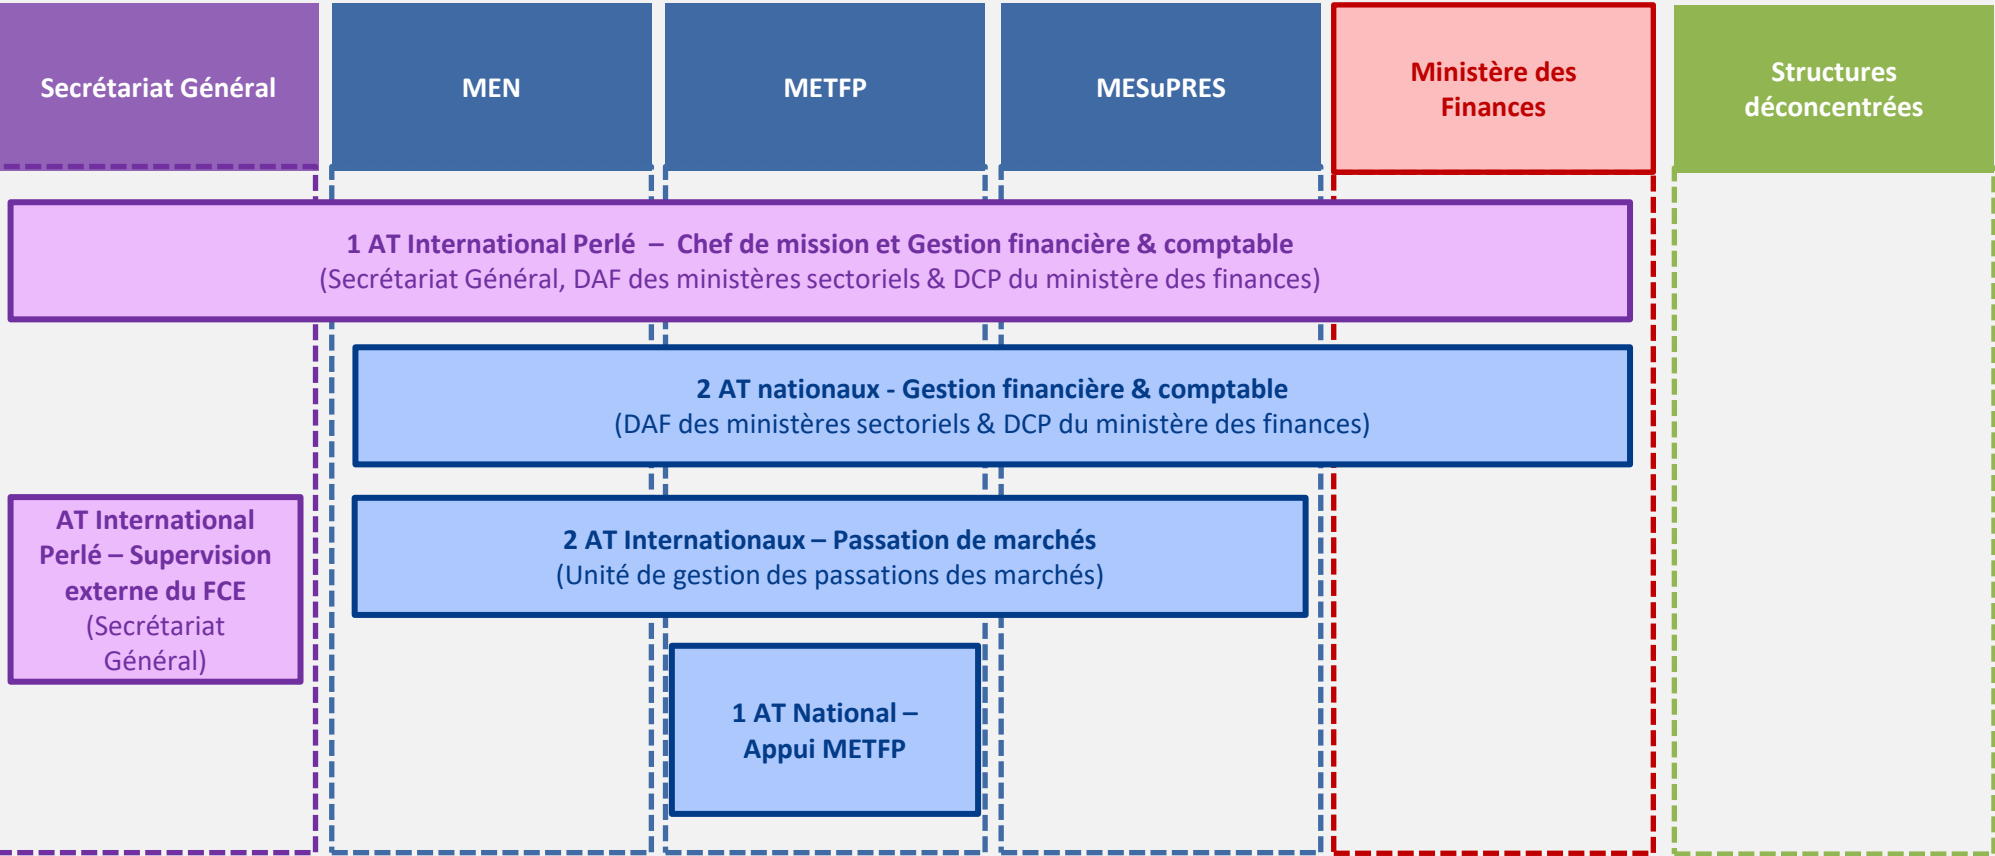 Secrétariat Général
MEN
METFP
MESuPRES
Ministère des
Finances
Structures
déconcentrées
1 AT International Perlé – Chef de mission et Gestion financière & comptable
(Secrétariat Général, DAF des ministères sectoriels & DCP du ministère des finances)
2 AT nationaux - Gestion financière & comptable
(DAF des ministères sectoriels & DCP du ministère des finances)
AT International
Perlé – Supervision
externe du FCE
(Secrétariat
Général)
2 AT Internationaux – Passation de marchés
(Unité de gestion des passations des marchés)
1 AT National –
Appui METFP